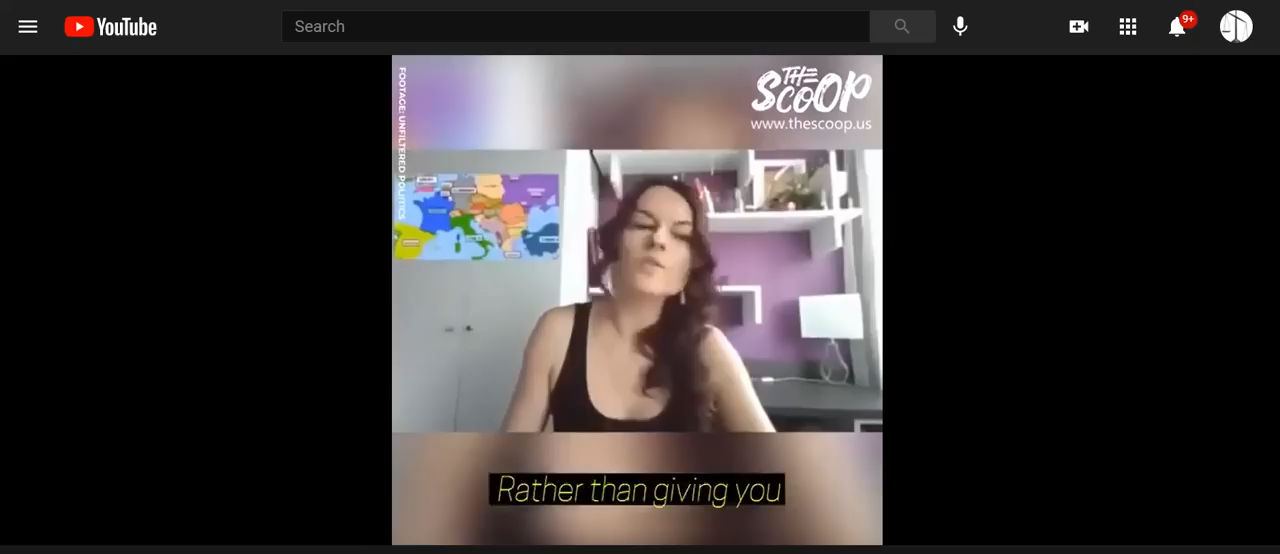 YouTube
Search
9+
FOOTAGE: UNFILTERED POLITICS
THE
SCOOP
www.thescoop.us
Rather than giving you